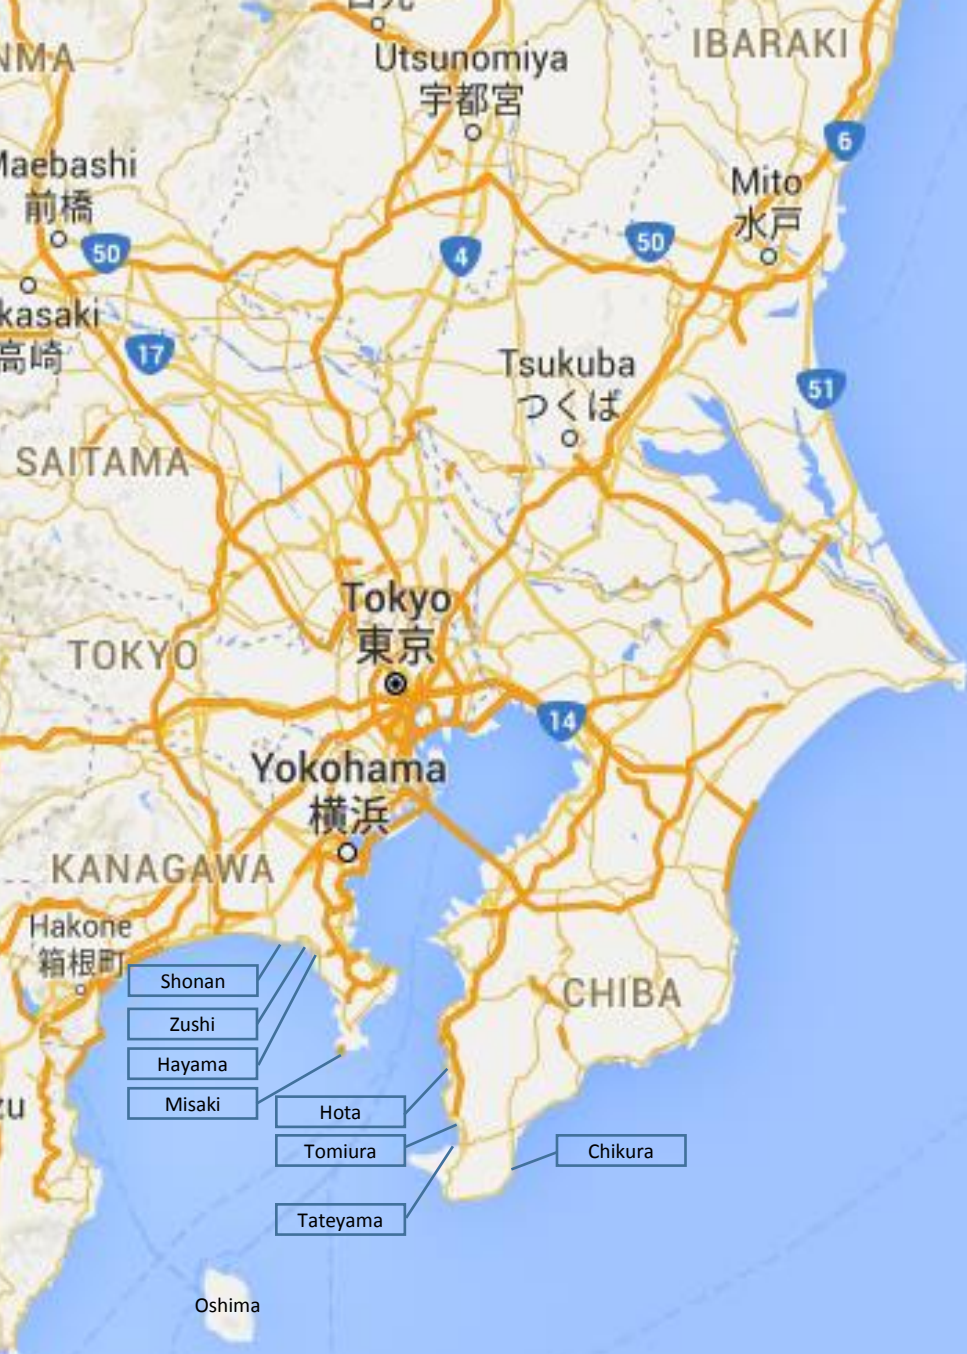 日光
Utsunomiya
宇都宮
IBARAKI
NMA
6
Maebashi
前橋
Mito
水戸
50
4
50
kasaki
高崎
17
Tsukuba
つくば
51
SAITAMA
Tokyo
東京
TOKYO
14
Yokohama
横浜
KANAGAWA
Hakone
箱根町
Shonan
CHIBA
Zushi
Hayama
Misaki
zu
Hota
Tomiura
Chikura
Tateyama
Oshima